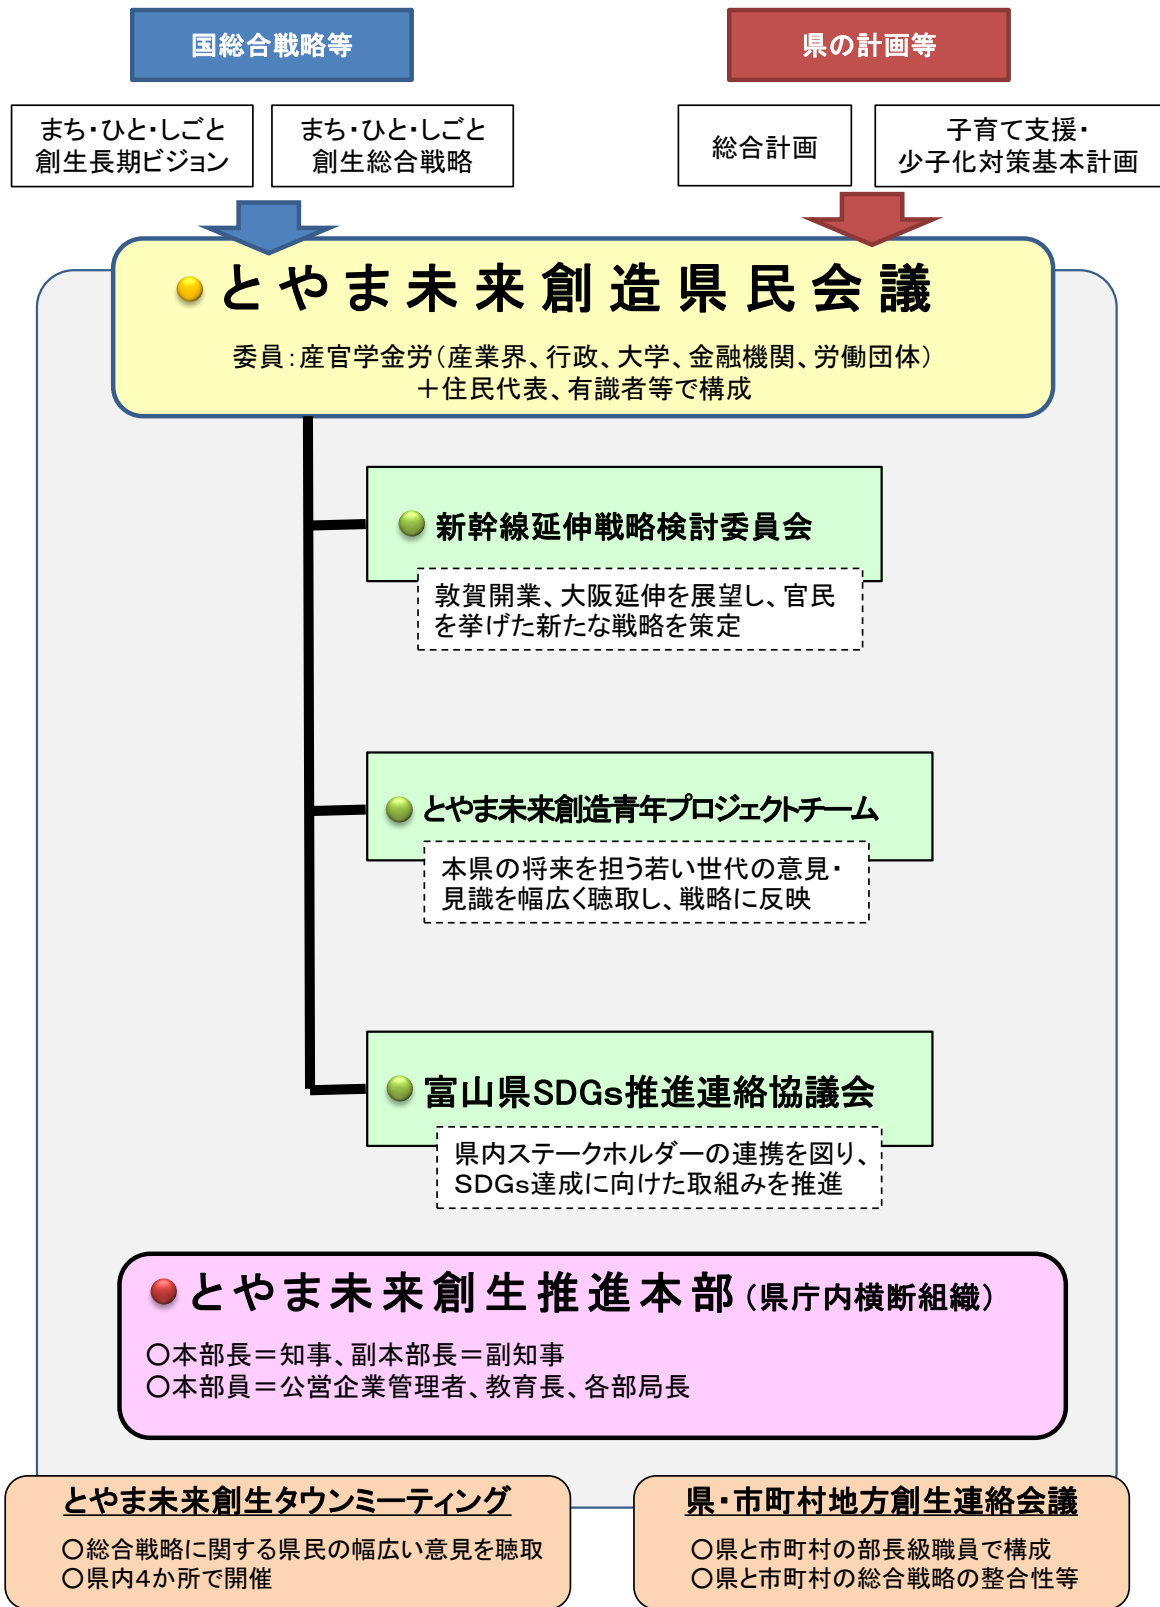 国総合戦略等
県の計画等
まち・ひと・しごと
創生長期ビジョン
まち・ひと・しごと
創生総合戦略
総合計画
子育て支援・
少子化対策基本計画
とやま未来創造県民会議
委員：産官学金労（産業界、行政、大学、金融機関、労働団体）
＋住民代表、有識者等で構成
新幹線延伸戦略検討委員会
敦賀開業、大阪延伸を展望し、官民
を挙げた新たな戦略を策定
とやま未来創造青年プロジェクトチーム
本県の将来を担う若い世代の意見・
見識を幅広く聴取し、戦略に反映
富山県SDGs推進連絡協議会
県内ステークホルダーの連携を図り、
SDGs達成に向けた取組みを推進
とやま未来創生推進本部（県庁内横断組織）
○本部長＝知事、副本部長＝副知事
○本部員＝公営企業管理者、教育長、各部局長
とやま未来創生タウンミーティング
○総合戦略に関する県民の幅広い意見を聴取
○県内4か所で開催
県・市町村地方創生連絡会議
○県と市町村の部長級職員で構成
○県と市町村の総合戦略の整合性等